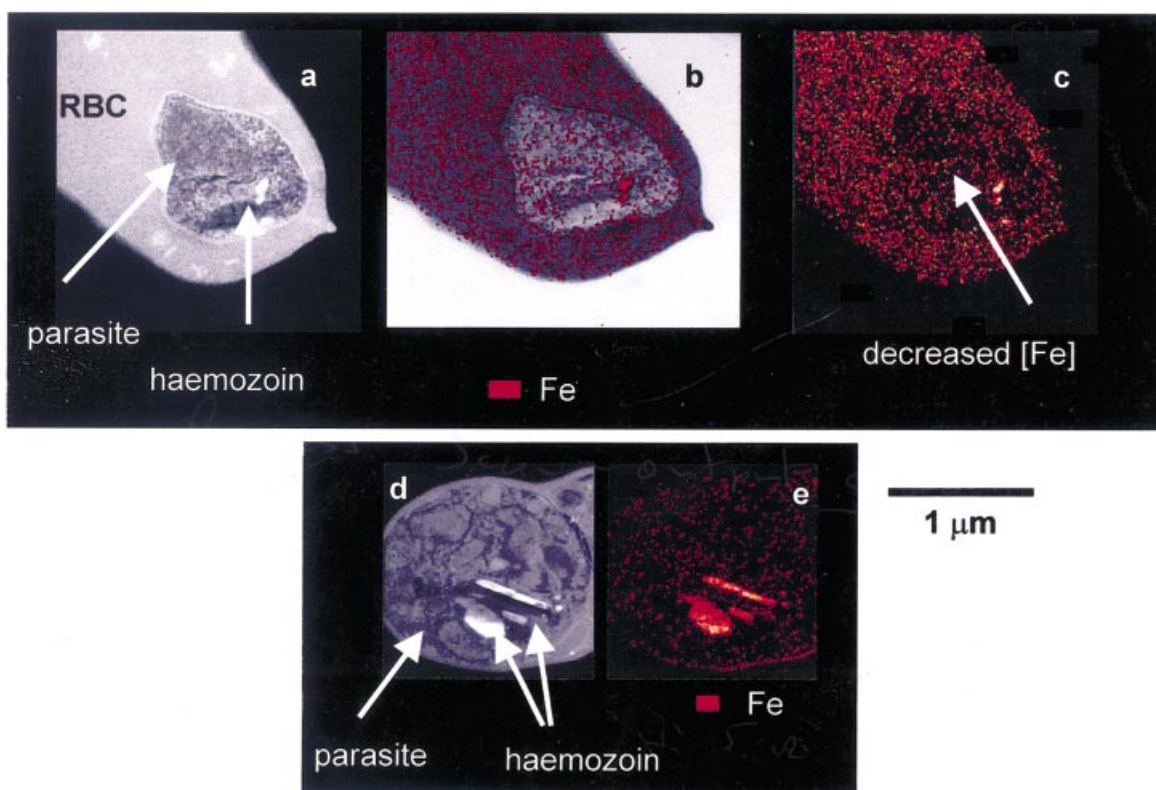 a
b
c
RBC
parasite
haemozoin
Fe
decreased [Fe]
d
e
1 μm
Fe
parasite
haemozoin